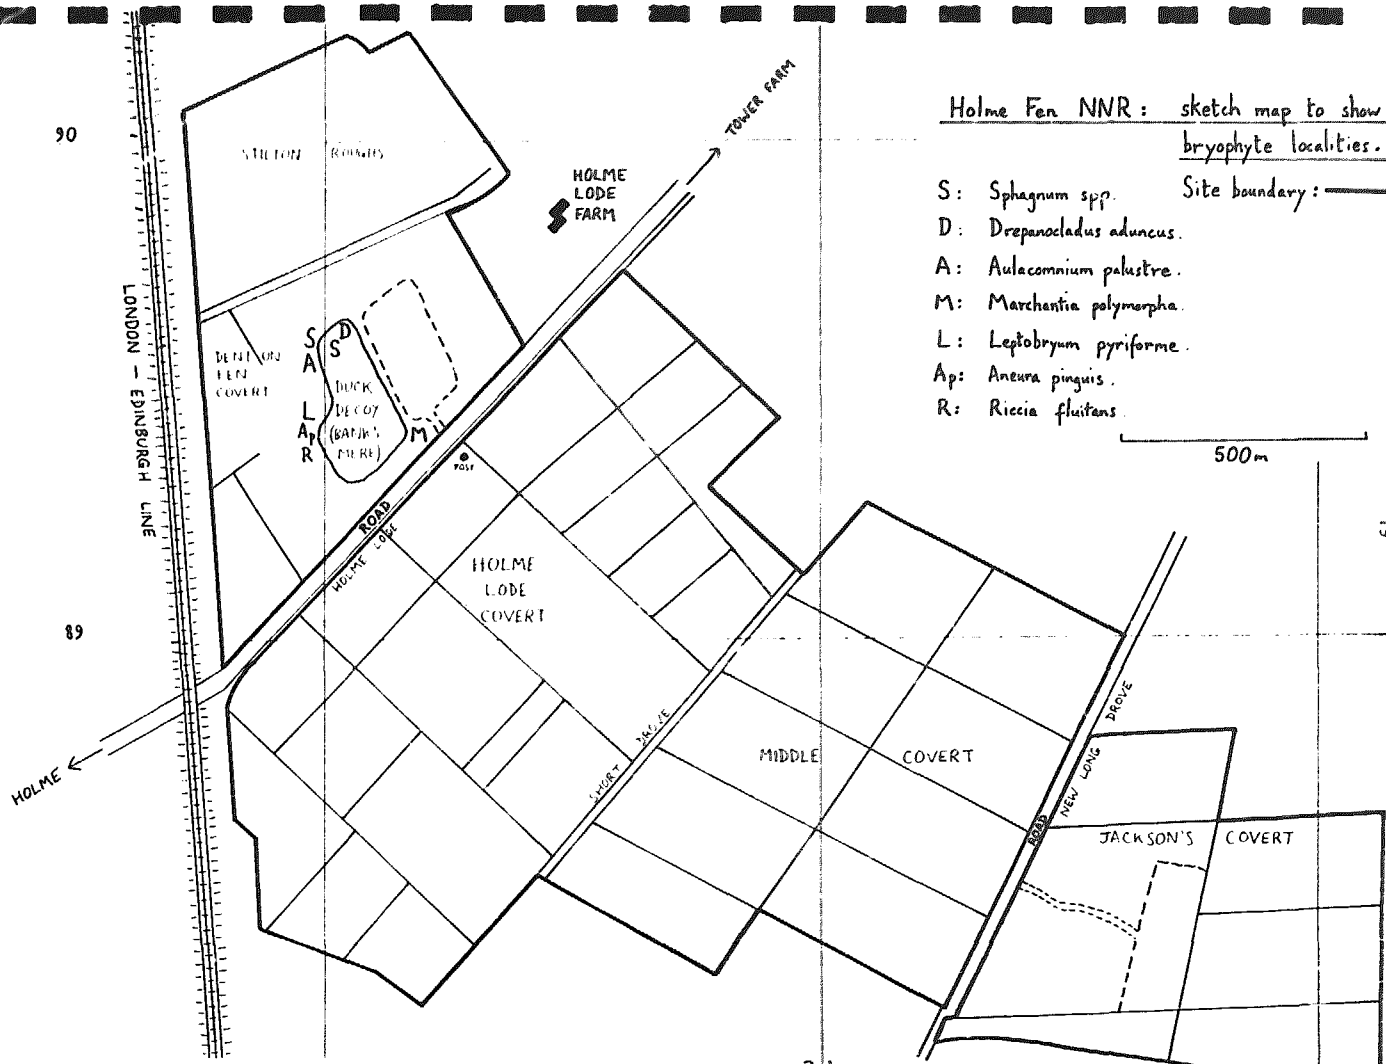 Holme Fen NNR: sketch map to show
bryophyte localities.
Site boundary:
S: Sphagnum spp.
D: Drepanocladus aduncus.
A: Aulacomnium palustre.
M: Marchantia polymorpha.
L: Leptobryum pyriforme.
Ap: Aneura pinguis.
R: Riccia fluitans
500m
90
89
TOWER FARM
HOLME
LODE
FARM
STILTON ROUGHS
LONDON - EDINBURGH LINE
DENTON
FEN
COVERT
S
D
S
A
L
Ap
R
M
DUCK
DECOY
(BANK'S
MERE)
POST
ROAD
HOLME LODE
HOLME
LODE
COVERT
HOLME
SHORT DROVE
MIDDLE COVERT
ROAD
NEW LONG DROVE
JACKSON'S COVERT